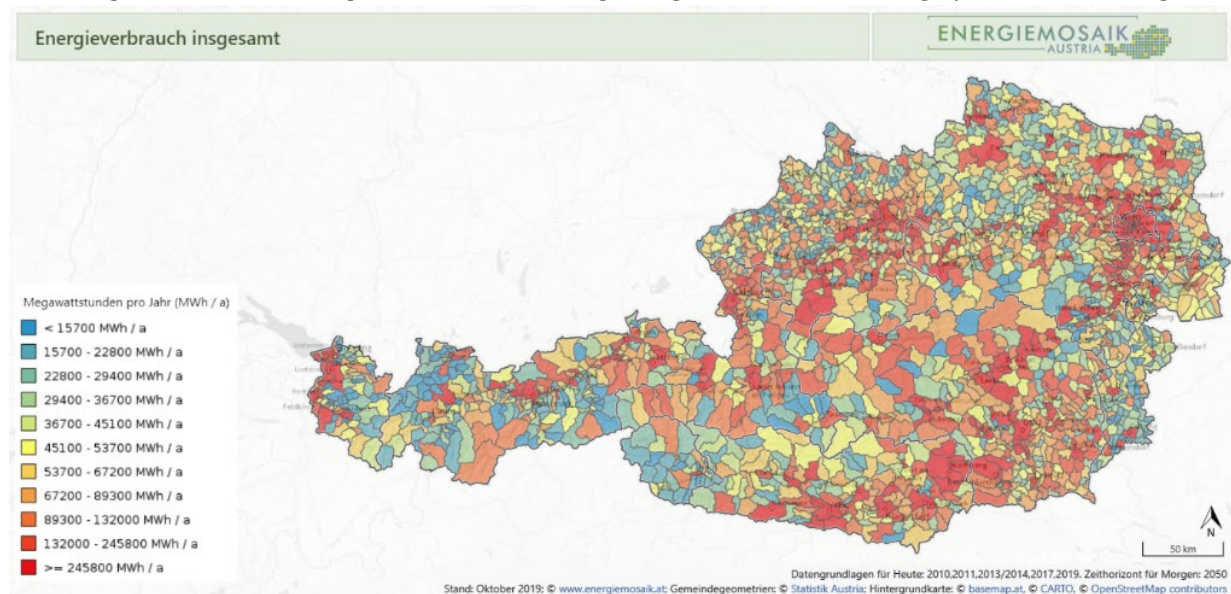 Energieverbrauch insgesamt
ENERGIEMOSAIK
AUSTRIA
Megawattstunden pro Jahr (MWh / a)
< 15700 MWh / a
15700 - 22800 MWh / a
22800 - 29400 MWh / a
29400 - 36700 MWh / a
36700 - 45100 MWh / a
45100 - 53700 MWh / a
53700 - 67200 MWh / a
67200 - 89300 MWh / a
89300 - 132000 MWh / a
132000 - 245800 MWh / a
>= 245800 MWh / a
N
50 km
Datengrundlagen für Heute: 2010,2011,2013/2014,2017,2019. Zeithorizont für Morgen: 2050
Stand: Oktober 2019; © www.energiemosaik.at; Gemeindegeometrien: © Statistik Austria; Hintergrundkarte: © basemap.at, © CARTO, © OpenStreetMap contributors